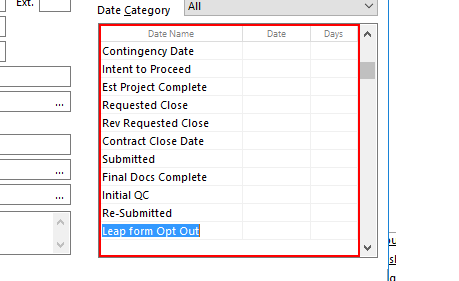 Ext.
Date Category All
Date Name Date Days
Contingency Date
Intent to Proceed
Est Project Complete
Requested Close
Rev Requested Close
Contract Close Date
Submitted
Final Docs Complete
Initial QC
Re-Submitted
Leap form Opt Out
...
...
...